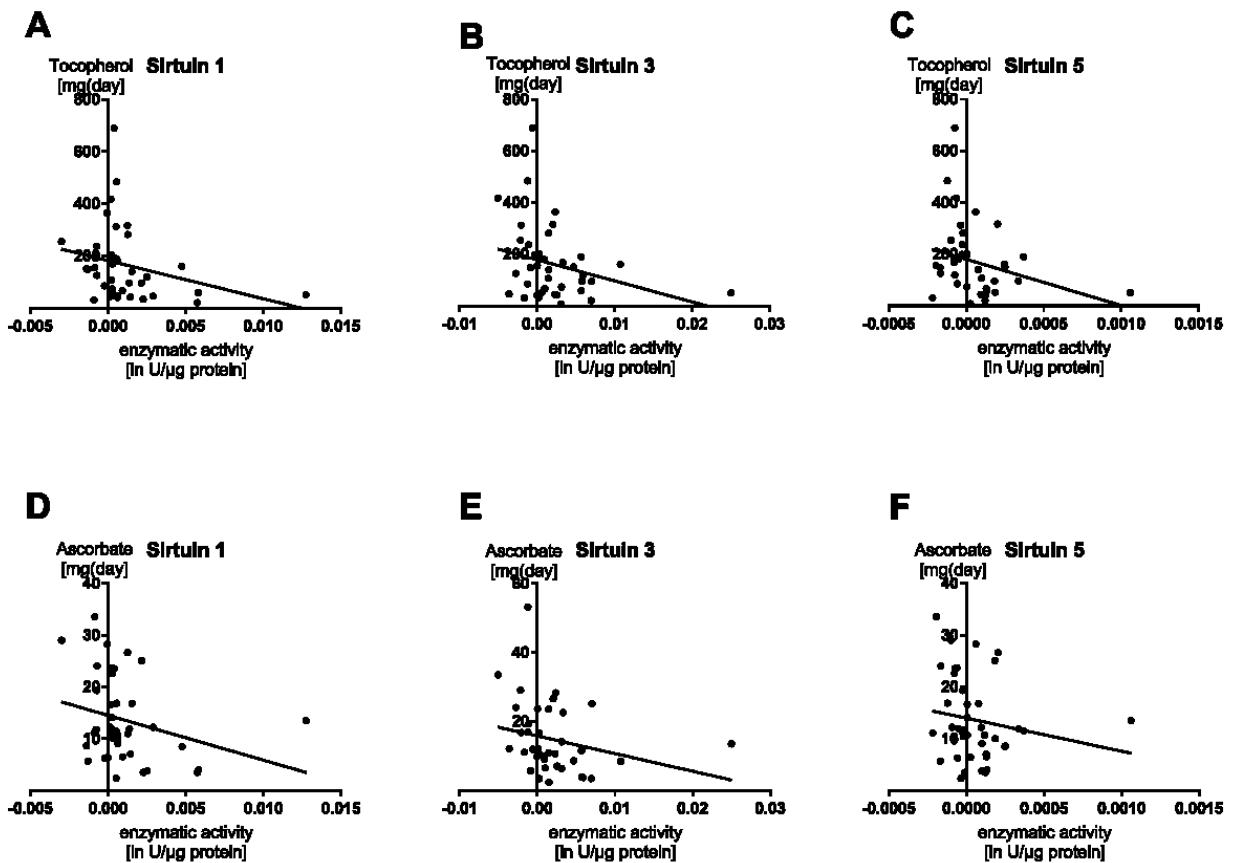 A
Tocopherol
[mg(day]
Sirtuin 1
800
600
400
200
0
-0.005 0.000 0.005 0.010 0.015
enzymatic activity
[in U/µg protein]
B
Tocopherol
[mg(day]
Sirtuin 3
800
600
400
200
0
-0.01 0.00 0.01 0.02 0.03
enzymatic activity
[in U/µg protein]
C
Tocopherol
[mg(day]
Sirtuin 5
800
600
400
200
0
-0.0005 0.0000 0.0005 0.0010 0.0015
enzymatic activity
[in U/µg protein]
D
Ascorbate
[mg(day]
Sirtuin 1
40
30
20
10
-0.005 0.000 0.005 0.010 0.015
enzymatic activity
[in U/µg protein]
E
Ascorbate
[mg(day]
Sirtuin 3
60
40
20
-0.01 0.00 0.01 0.02 0.03
enzymatic activity
[in U/µg protein]
F
Ascorbate
[mg(day]
Sirtuin 5
40
30
20
10
-0.0005 0.0000 0.0005 0.0010 0.0015
enzymatic activity
[in U/µg protein]